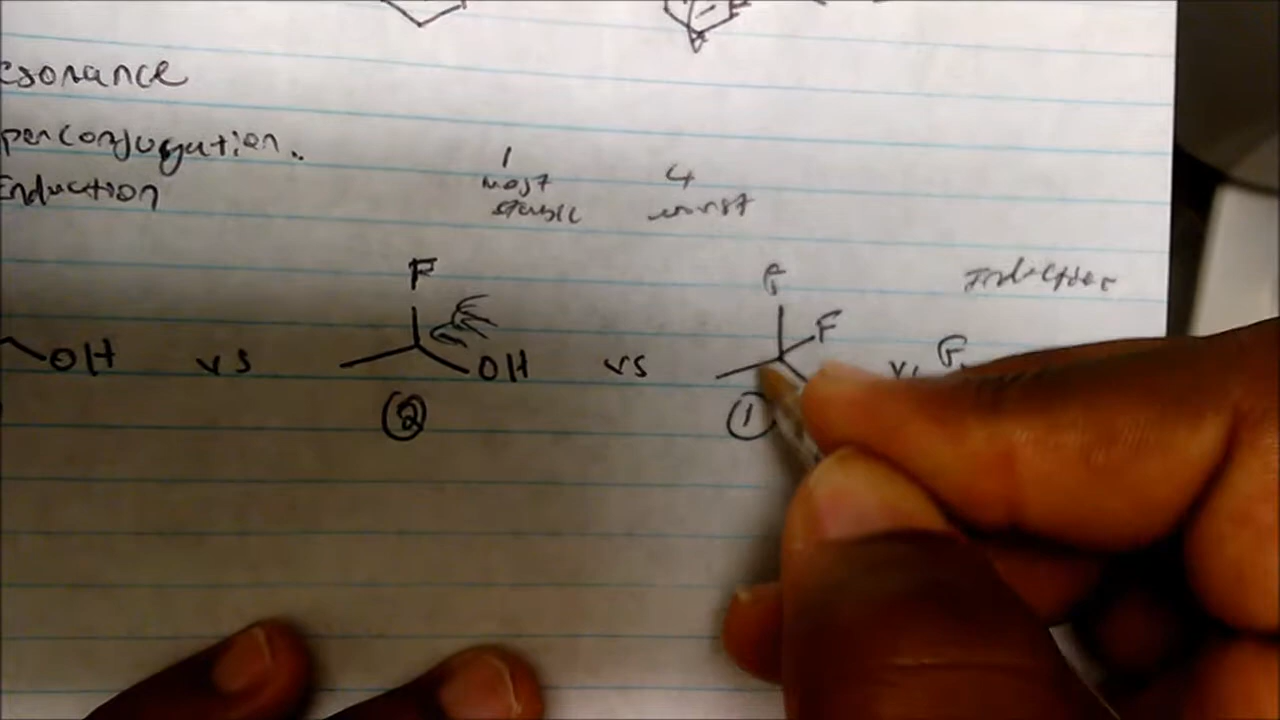 esonance
perconjugation.
Induction
1
most
stable
4
worst
Induction
F
F
F
OH vs OH vs
F
2
1